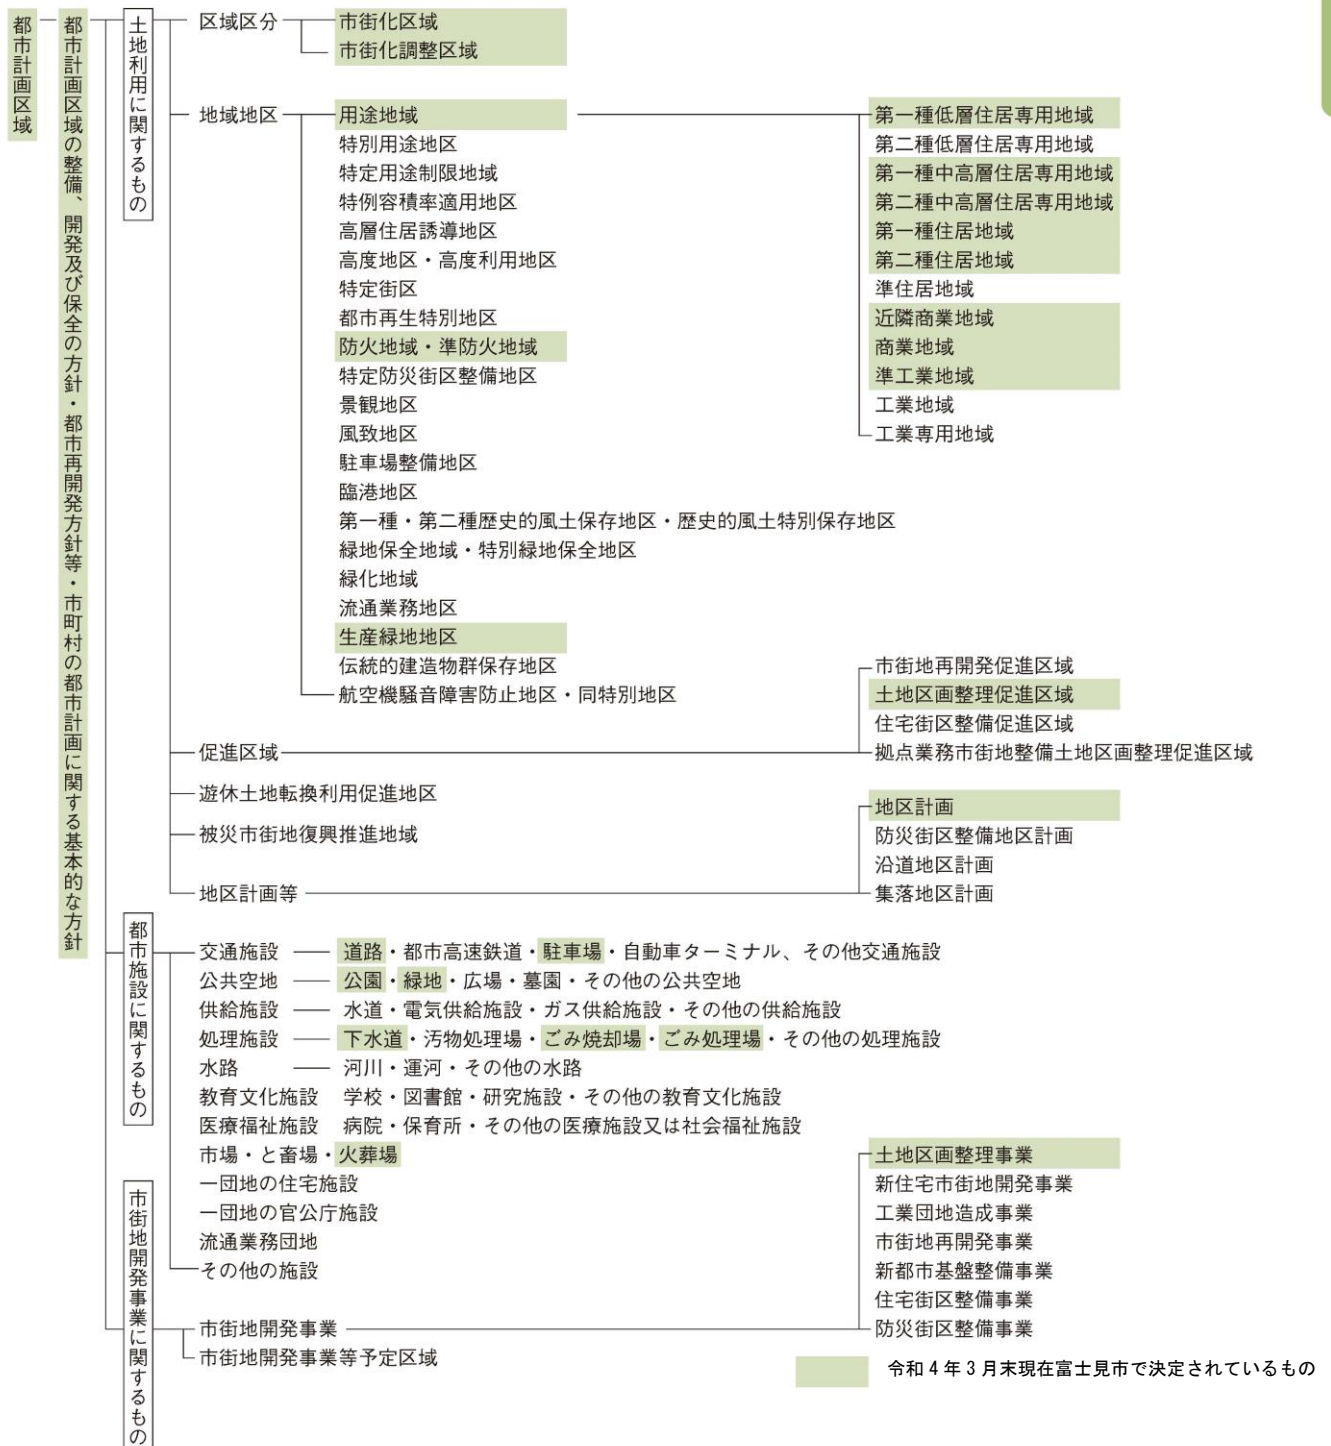 都市計画区域
都市計画区域の整備、開発及び保全の方針・都市再開発方針等・市町村の都市計画に関する基本的な方針
土地利用に関するもの
区域区分
市街化区域
市街化調整区域
地域地区
用途地域
特別用途地区
特定用途制限地域
特例容積率適用地区
高層住居誘導地区
高度地区・高度利用地区
特定街区
都市再生特別地区
防火地域・準防火地域
特定防災街区整備地区
景観地区
風致地区
駐車場整備地区
臨港地区
第一種・第二種歴史的風土保存地区・歴史的風土特別保存地区
緑地保全地域・特別緑地保全地区
緑化地域
流通業務地区
生産緑地地区
伝統的建造物群保存地区
航空機騒音障害防止地区・同特別地区
第一種低層住居専用地域
第二種低層住居専用地域
第一種中高層住居専用地域
第二種中高層住居専用地域
第一種住居地域
第二種住居地域
準住居地域
近隣商業地域
商業地域
準工業地域
工業地域
工業専用地域
促進区域
市街地再開発促進区域
土地区画整理促進区域
住宅街区整備促進区域
拠点業務市街地整備土地区画整理促進区域
遊休土地転換利用促進地区
被災市街地復興推進地域
地区計画等
地区計画
防災街区整備地区計画
沿道地区計画
集落地区計画
都市施設に関するもの
交通施設 道路・都市高速鉄道・駐車場・自動車ターミナル、その他交通施設
公共空地 公園・緑地・広場・墓園・その他の公共空地
供給施設 水道・電気供給施設・ガス供給施設・その他の供給施設
処理施設 下水道・汚物処理場・ごみ焼却場・ごみ処理場・その他の処理施設
水路 河川・運河・その他の水路
教育文化施設 学校・図書館・研究施設・その他の教育文化施設
医療福祉施設 病院・保育所・その他の医療施設又は社会福祉施設
市場・と畜場・火葬場
一団地の住宅施設
一団地の官公庁施設
流通業務団地
その他の施設
市街地開発事業に関するもの
市街地開発事業
市街地開発事業等予定区域
土地区画整理事業
新住宅市街地開発事業
工業団地造成事業
市街地再開発事業
新都市基盤整備事業
住宅街区整備事業
防災街区整備事業
令和4年3月末現在富士見市で決定されているもの